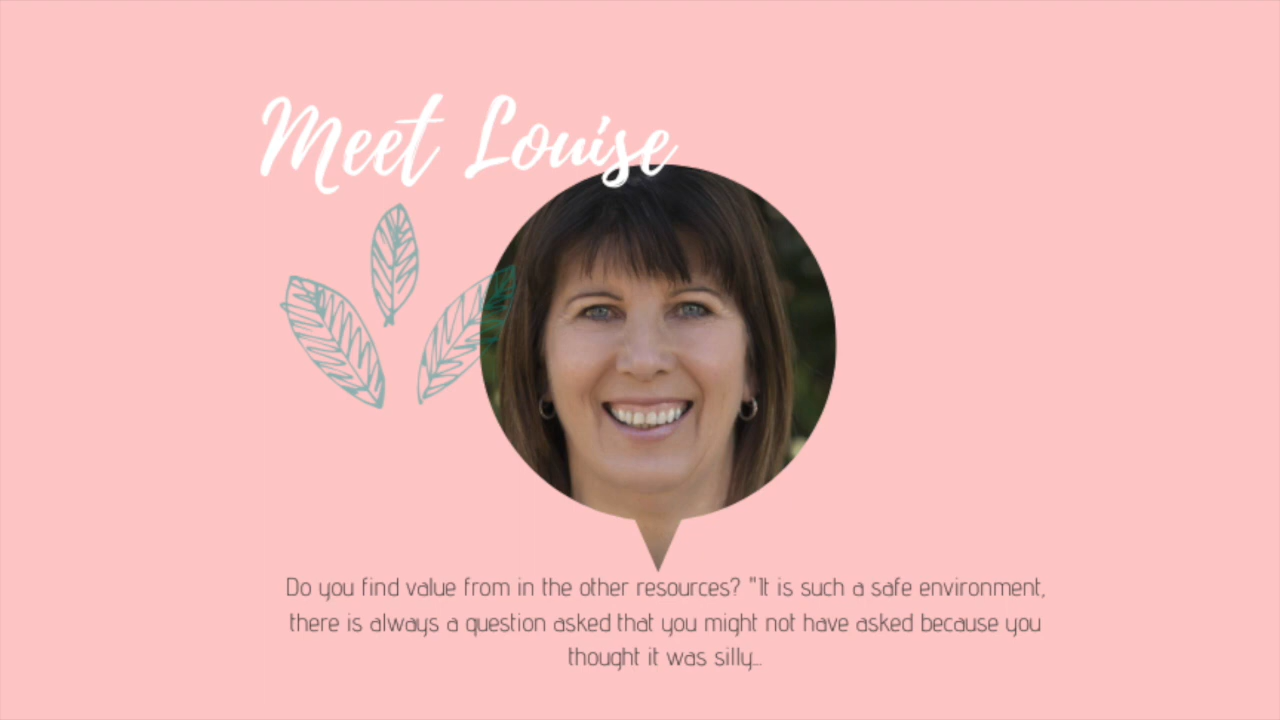 Meet Louise
Do you find value from in the other resources? "It is such a safe environment,
there is always a question asked that you might not have asked because you
thought it was silly...